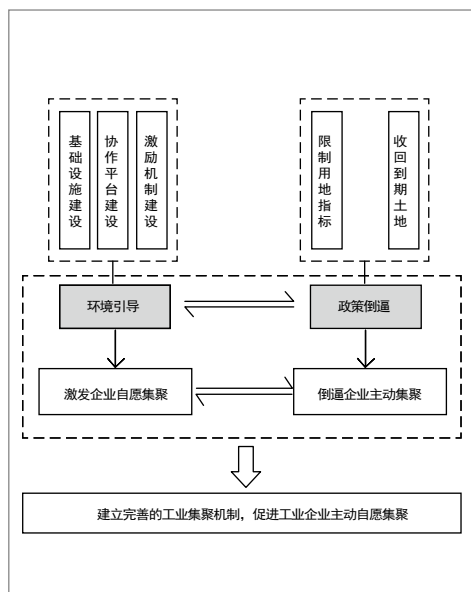 基础设施建设
协作平台建设
激励机制建设
限制用地指标
收回到期土地
环境引导
政策倒逼
激发企业自愿集聚
倒逼企业主动集聚
建立完善的工业集聚机制，促进工业企业主动自愿集聚